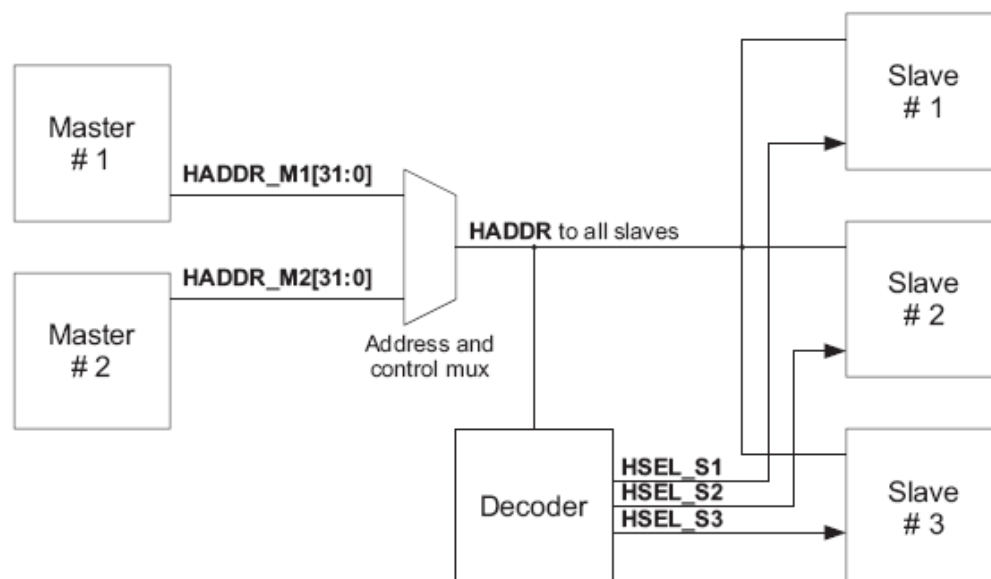 Master
# 1
HADDR_M1[31:0]
Master
# 2
HADDR_M2[31:0]
Address and
control mux
HADDR to all slaves
Decoder
HSEL_S1
HSEL_S2
HSEL_S3
Slave
# 1
Slave
# 2
Slave
# 3